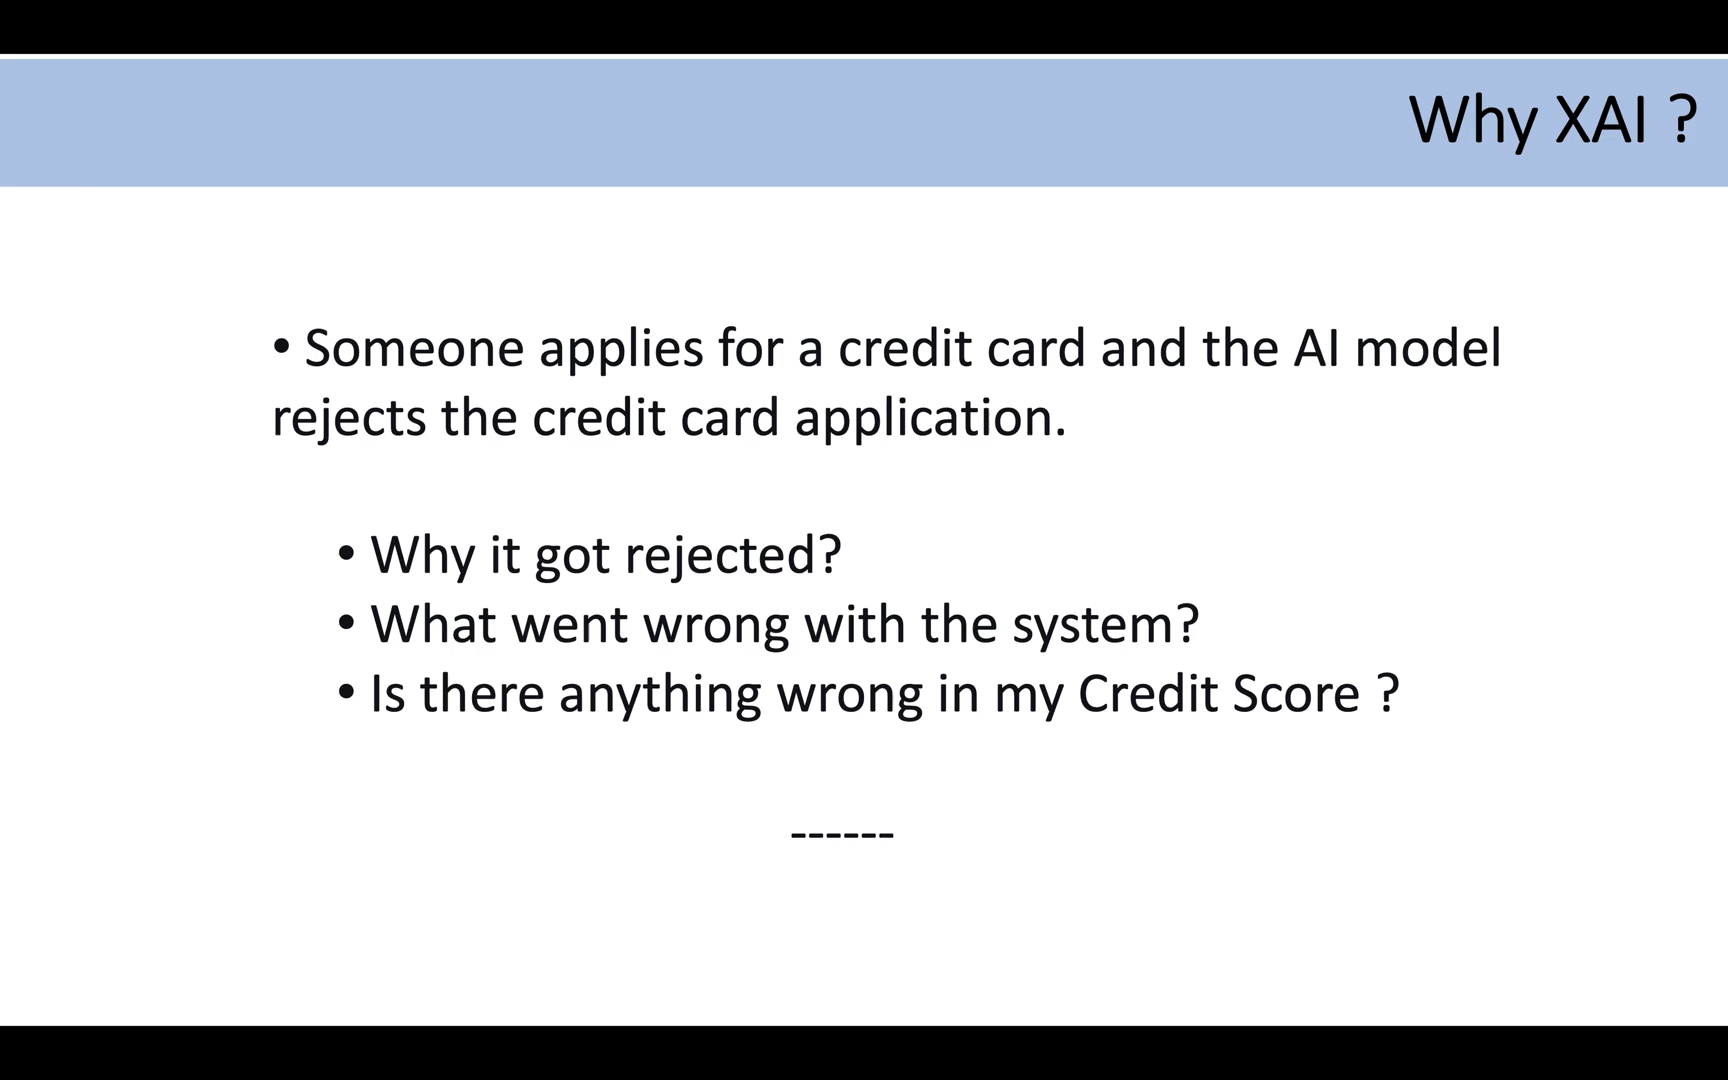 Why XAI ?
• Someone applies for a credit card and the AI model
rejects the credit card application.
• Why it got rejected?
• What went wrong with the system?
• Is there anything wrong in my Credit Score ?
------